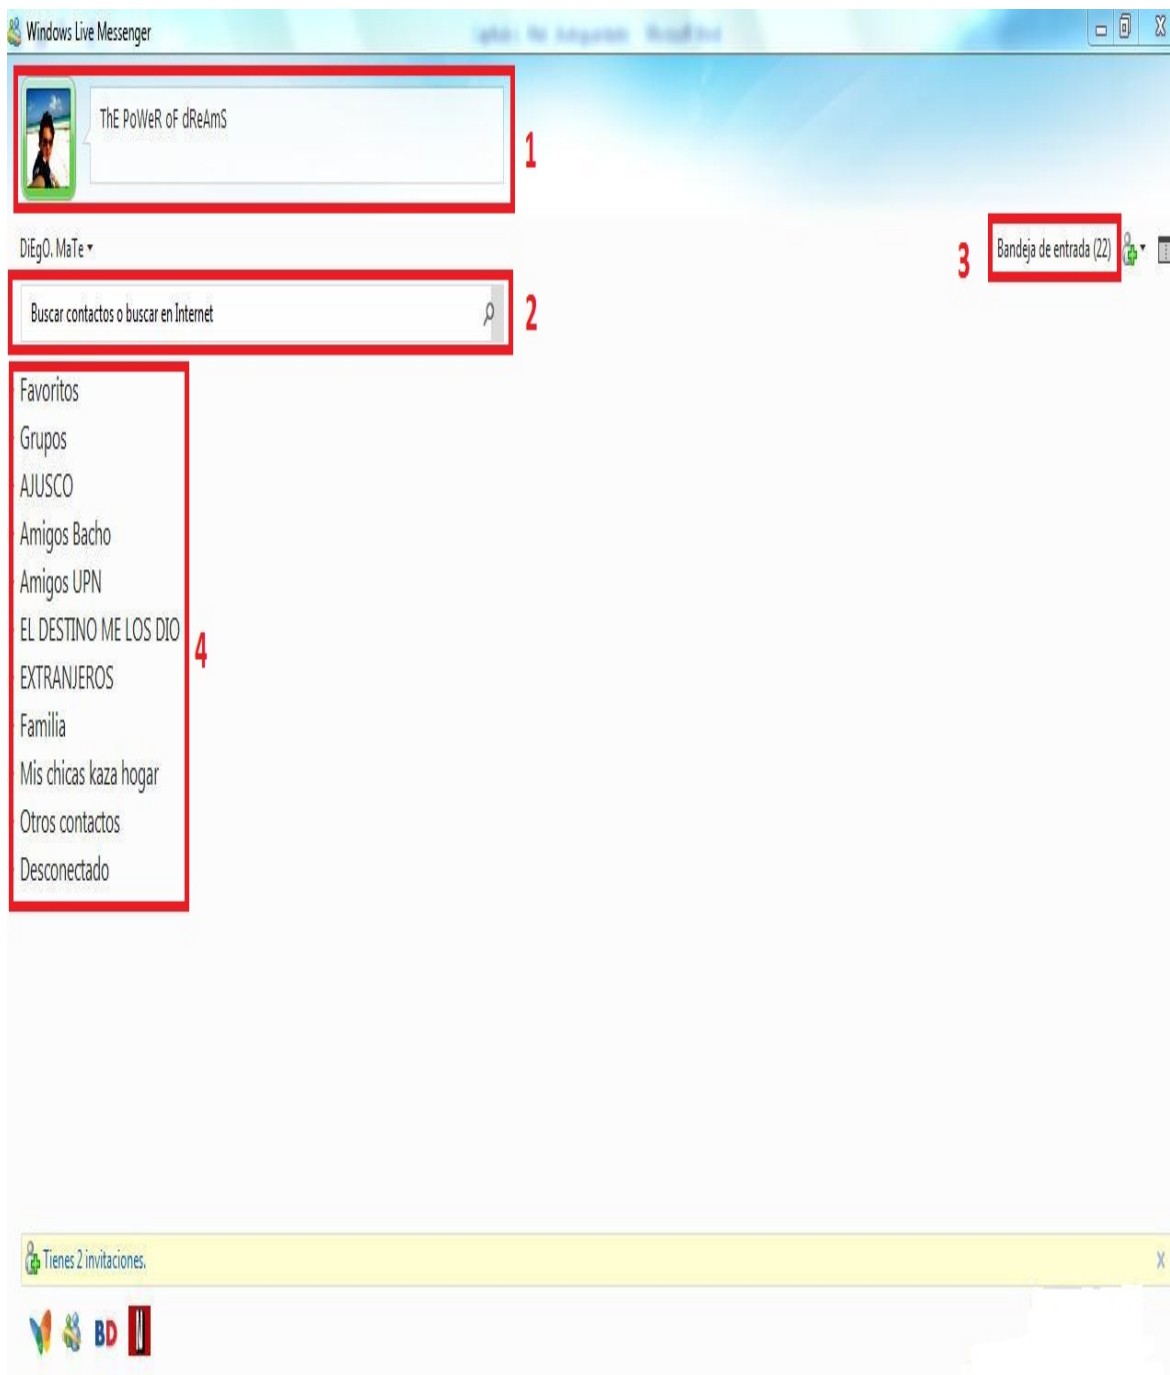 Windows Live Messenger
ThE PoWeR oF dReAmS
1
DiEgO. MaTe
3
Bandeja de entrada (22)
Buscar contactos o buscar en Internet
2
Favoritos
Grupos
AJUSCO
Amigos Bacho
Amigos UPN
EL DESTINO ME LOS DIO
4
EXTRANJEROS
Familia
Mis chicas kaza hogar
Otros contactos
Desconectado
Tienes 2 invitaciones.
BD